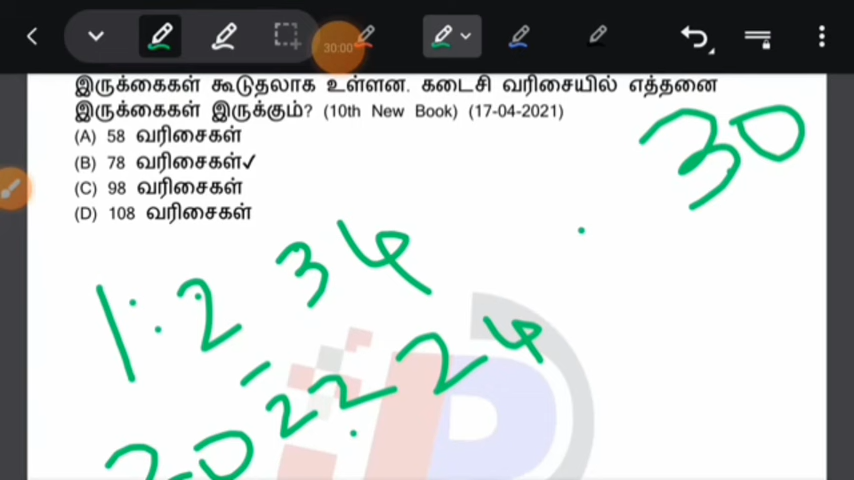 30:00
இருக்கைகள் கூடுதலாக உள்ளன. கடைசி வரிசையில் எத்தனை
இருக்கைகள் இருக்கும்? (10th New Book) (17-04-2021)
(A) 58 வரிசைகள்
(B) 78 வரிசைகள்✓
(C) 98 வரிசைகள்
(D) 108 வரிசைகள்
30
1 2 3 4
20 22 24